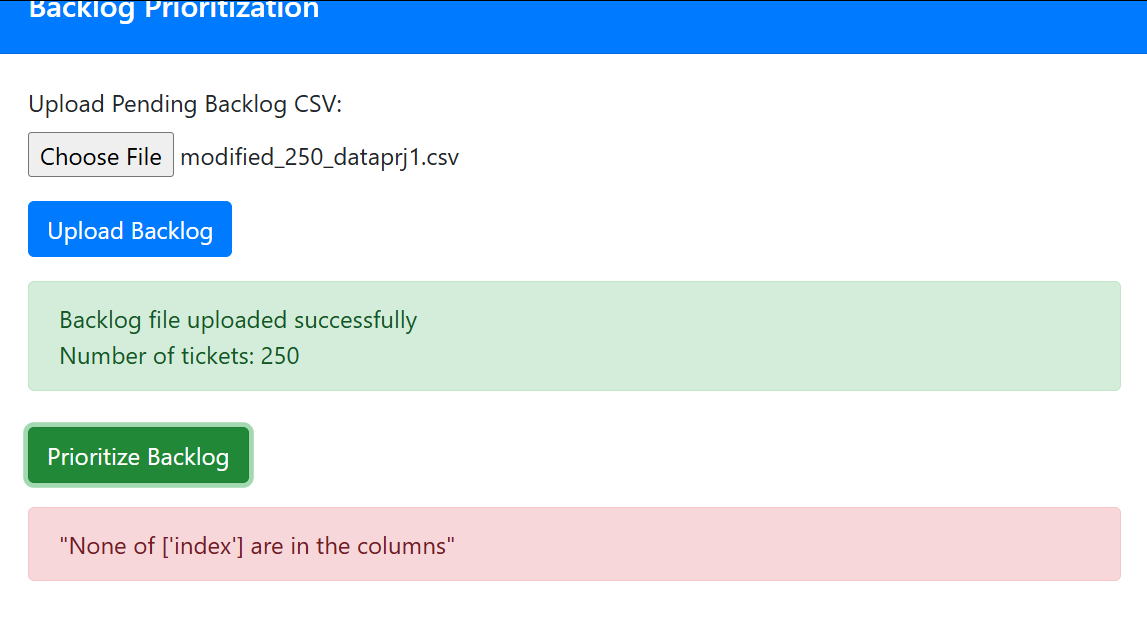 Backlog Prioritization
Upload Pending Backlog CSV:
Choose File modified_250_dataprj1.csv
Upload Backlog
Backlog file uploaded successfully
Number of tickets: 250
Prioritize Backlog
"None of ['index'] are in the columns"